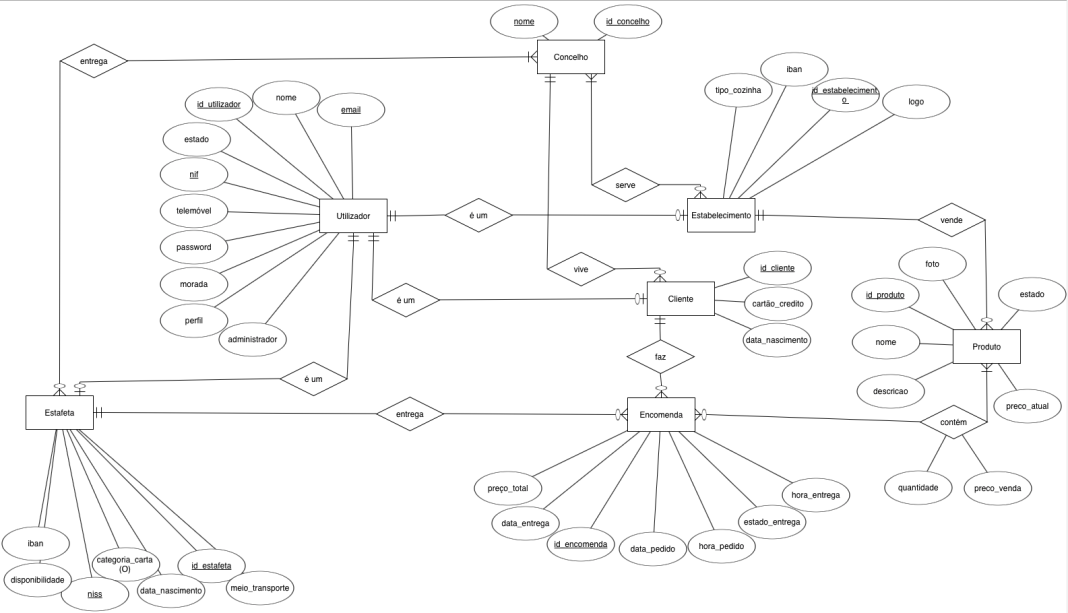 nome
id_concelho
entrega
Concelho
iban
tipo_cozinha
id_estabeleciment
o
logo
id_utilizador
nome
email
estado
nif
telemóvel
password
morada
perfil
administrador
Utilizador
é um
serve
Estabelecimento
vende
vive
é um
Cliente
id_cliente
cartão_credito
data_nascimento
foto
id_produto
estado
nome
Produto
descricao
preco_atual
faz
é um
Estafeta
entrega
Encomenda
contém
quantidade
preco_venda
preço_total
data_entrega
id_encomenda
data_pedido
hora_pedido
estado_entrega
hora_entrega
iban
disponibilidade
niss
categoria_carta
(O)
data_nascimento
id_estafeta
meio_transporte